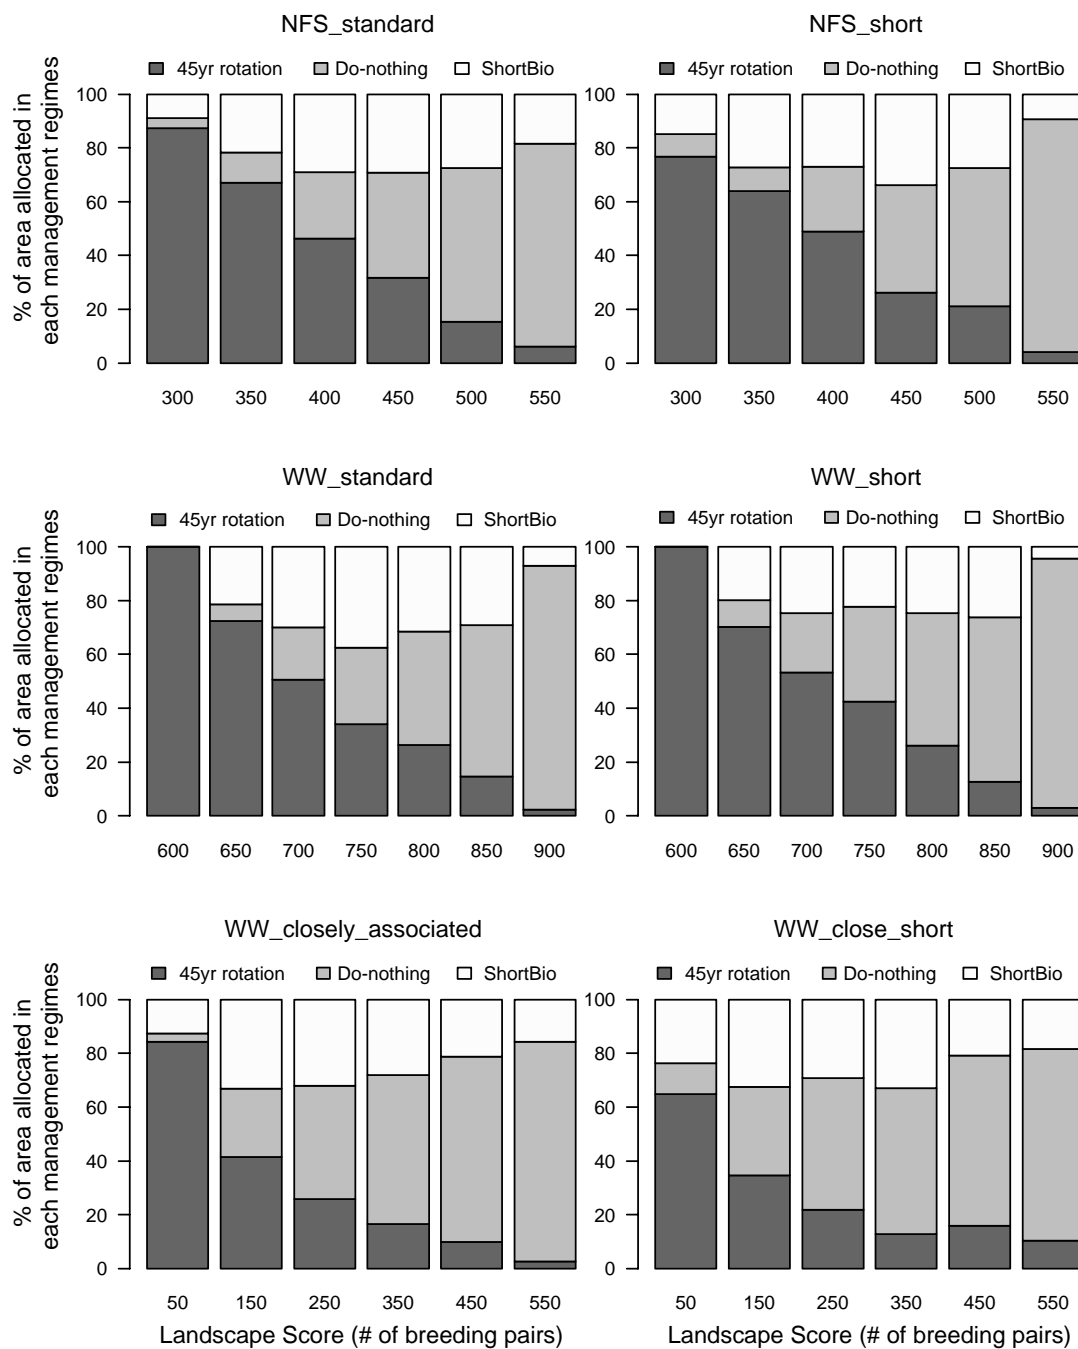 NFS_standard
NFS_short
45yr rotation Do-nothing ShortBio
45yr rotation Do-nothing ShortBio
% of area allocated in
each management regimes
100
80
60
40
20
0
300 350 400 450 500 550
100
80
60
40
20
0
300 350 400 450 500 550
WW_standard
WW_short
45yr rotation Do-nothing ShortBio
45yr rotation Do-nothing ShortBio
% of area allocated in
each management regimes
100
80
60
40
20
0
600 650 700 750 800 850 900
100
80
60
40
20
0
600 650 700 750 800 850 900
WW_closely_associated
WW_close_short
45yr rotation Do-nothing ShortBio
45yr rotation Do-nothing ShortBio
% of area allocated in
each management regimes
100
80
60
40
20
0
50 150 250 350 450 550
Landscape Score (# of breeding pairs)
100
80
60
40
20
0
50 150 250 350 450 550
Landscape Score (# of breeding pairs)